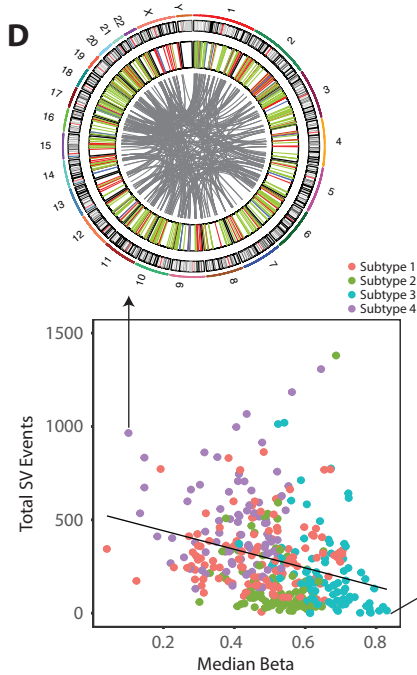 D
1
2
3
4
5
6
7
8
9
10
11
12
13
14
15
16
17
18
19
20
21
22
X
Y
Subtype 1
Subtype 2
Subtype 3
Subtype 4
Total SV Events
1500
1000
500
0
0.2 0.4 0.6 0.8
Median Beta